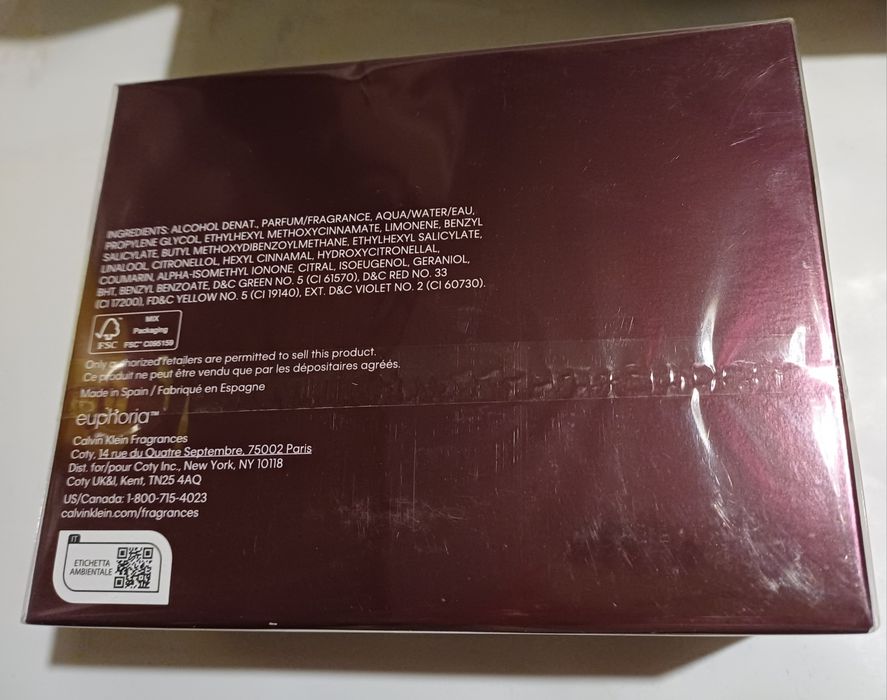 INGREDIENTS: ALCOHOL DENAT., PARFUM/FRAGRANCE, AQUA/WATER/EAU,
PROPYLENE GLYCOL, ETHYLHEXYL METHOXYCINNAMATE, LIMONENE, BENZYL
SALICYLATE, BUTYL METHOXYDIBENZOYLMETHANE, ETHYLHEXYL SALICYLATE,
LINALOOL, CITRONELLOL, HEXYL CINNAMAL, HYDROXYCITRONELLAL,
COUMARIN, ALPHA-ISOMETHYL IONONE, CITRAL, ISOEUGENOL, GERANIOL,
BHT, BENZYL BENZOATE, D&C GREEN NO. 5 (CI 61570), D&C RED NO. 33
(CI 17200), FD&C YELLOW NO. 5 (CI 19140), EXT. D&C VIOLET NO. 2 (CI 60730).
MIX
Packaging
FSC
FSC™ C095159
Only authorized retailers are permitted to sell this product.
Ce produit ne peut être vendu que par les dépositaires agréés.
Made in Spain / Fabriqué en Espagne
euphoria™
Calvin Klein Fragrances
Coty, 14 rue du Quatre Septembre, 75002 Paris
Dist. for/pour Coty Inc., New York, NY 10118
Coty UK&I, Kent, TN25 4AQ
US/Canada: 1-800-715-4023
calvinklein.com/fragrances
IT
ETICHETTA
AMBIENTALE